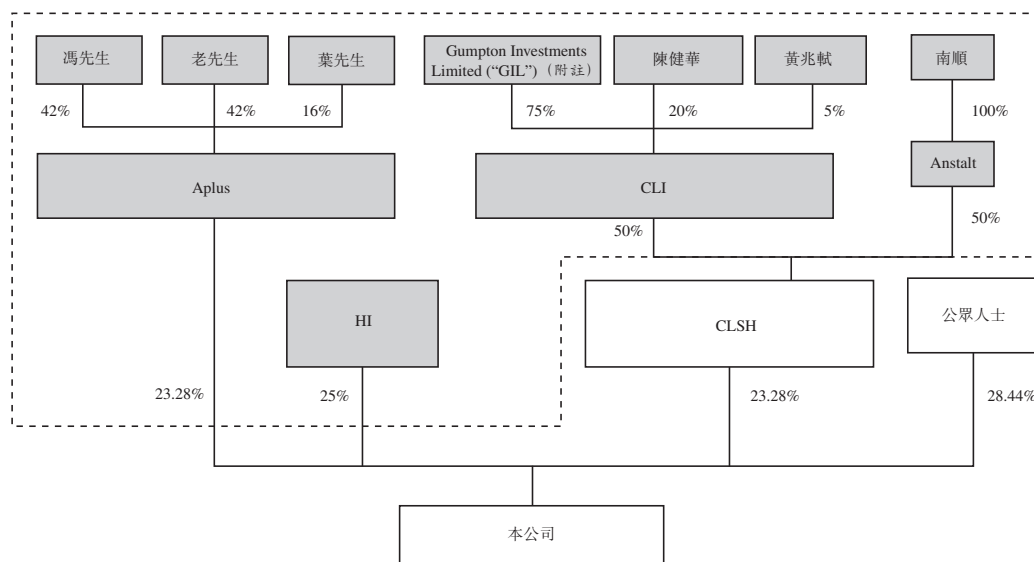 馮先生
老先生
葉先生
Gumpton Investments
Limited (“GIL”)（附註）
陳健華
黃兆軾
南順
42%
42%
16%
75%
20%
5%
100%
Aplus
CLI
Anstalt
50%
50%
HI
CLSH
公眾人士
23.28%
25%
23.28%
28.44%
本公司